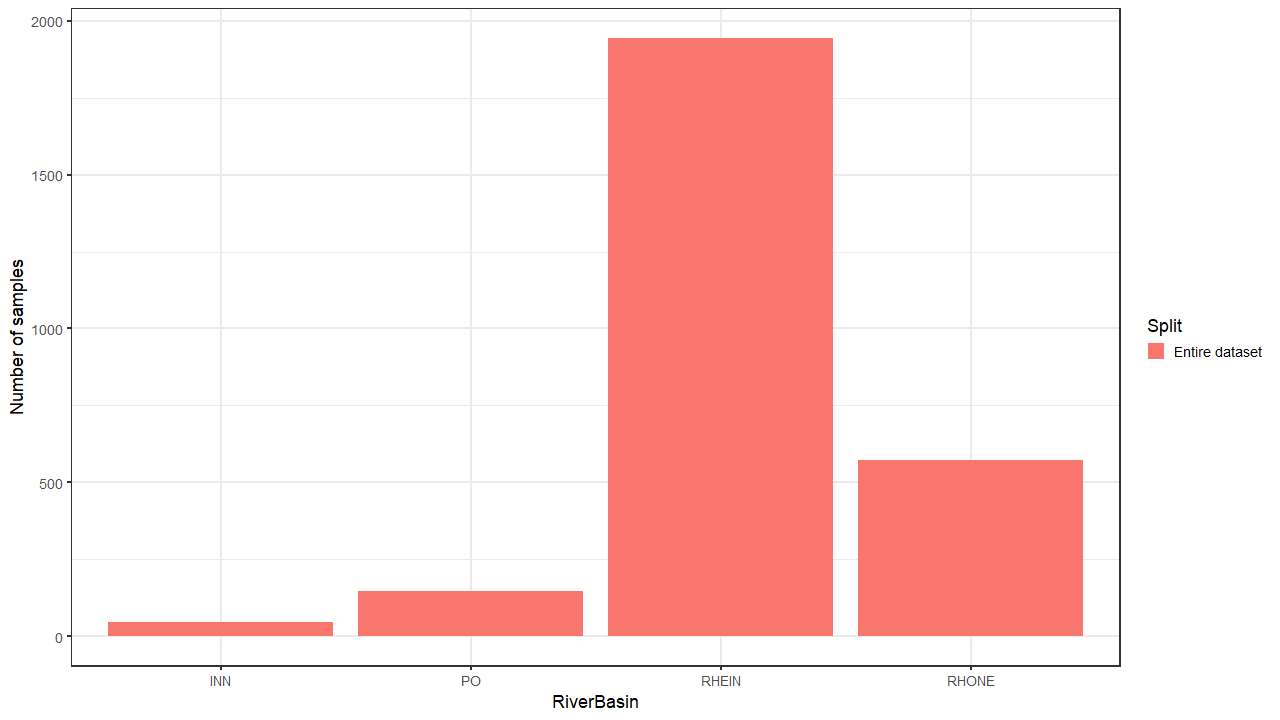 2000
1500
1000
500
0
Number of samples
INN PO RHEIN RHONE
RiverBasin
Split
Entire dataset